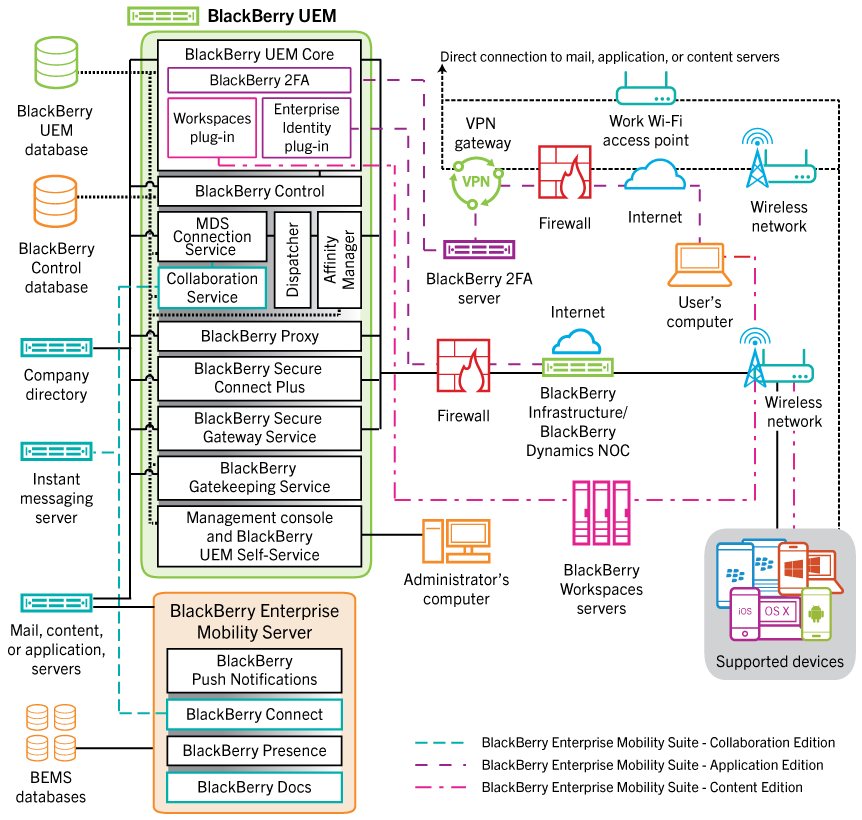 BlackBerry UEM
BlackBerry UEM Core
BlackBerry 2FA
Workspaces
plug-in
Enterprise
Identity
plug-in
BlackBerry Control
MDS
Connection
Service
Dispatcher
Affinity
Manager
Collaboration
Service
BlackBerry Proxy
BlackBerry Secure
Connect Plus
BlackBerry Secure
Gateway Service
BlackBerry
Gatekeeping Service
Management console
and BlackBerry
UEM Self-Service
BlackBerry
UEM
database
BlackBerry
Control
database
Company
directory
Instant
messaging
server
Mail, content,
or application,
servers
BEMS
databases
BlackBerry Enterprise
Mobility Server
BlackBerry
Push Notifications
BlackBerry Connect
BlackBerry Presence
BlackBerry Docs
Direct connection to mail, application, or content servers
Work Wi-Fi
access point
VPN
gateway
VPN
Firewall
Internet
Wireless
network
BlackBerry 2FA
server
User's
computer
Internet
Firewall
BlackBerry
Infrastructure/
BlackBerry
Dynamics NOC
Wireless
network
Administrator's
computer
BlackBerry
Workspaces
servers
iOS
OS X
Supported devices
BlackBerry Enterprise Mobility Suite - Collaboration Edition
BlackBerry Enterprise Mobility Suite - Application Edition
BlackBerry Enterprise Mobility Suite - Content Edition